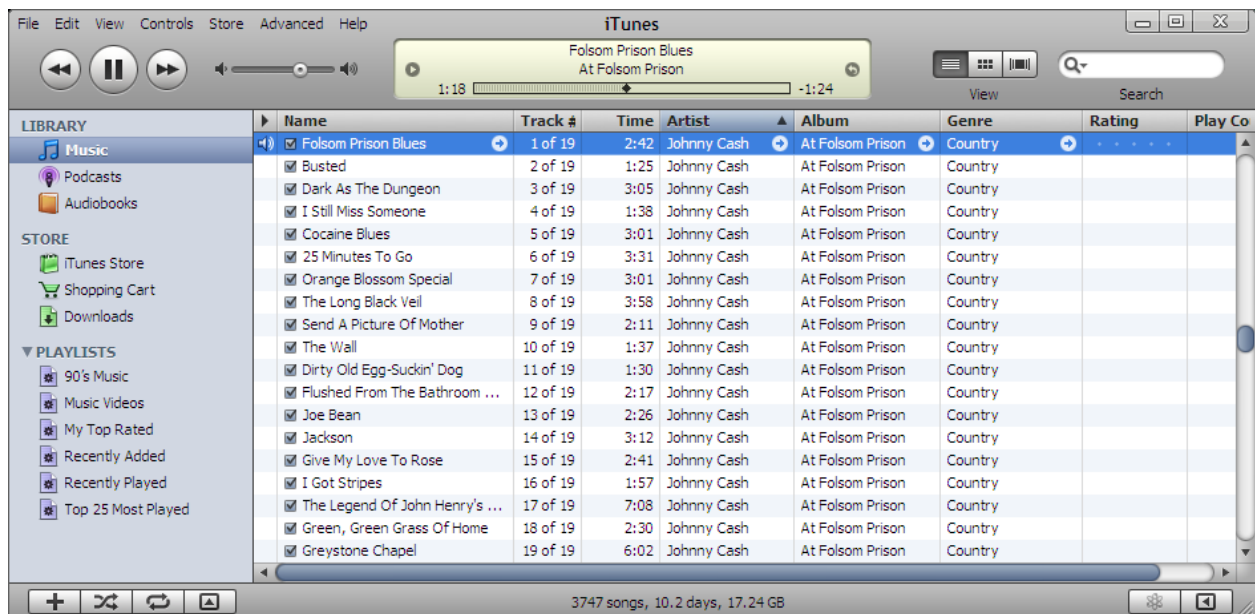 File Edit View Controls Store Advanced Help
iTunes
Folsom Prison Blues
At Folsom Prison
1:18 -1:24
View
Search
LIBRARY
Music
Podcasts
Audiobooks
STORE
iTunes Store
Shopping Cart
Downloads
PLAYLISTS
90's Music
Music Videos
My Top Rated
Recently Added
Recently Played
Top 25 Most Played
Name Track # Time Artist Album Genre Rating Play Co
Folsom Prison Blues 1 of 19 2:42 Johnny Cash At Folsom Prison Country
Busted 2 of 19 1:25 Johnny Cash At Folsom Prison Country
Dark As The Dungeon 3 of 19 3:05 Johnny Cash At Folsom Prison Country
I Still Miss Someone 4 of 19 1:38 Johnny Cash At Folsom Prison Country
Cocaine Blues 5 of 19 3:01 Johnny Cash At Folsom Prison Country
25 Minutes To Go 6 of 19 3:31 Johnny Cash At Folsom Prison Country
Orange Blossom Special 7 of 19 3:01 Johnny Cash At Folsom Prison Country
The Long Black Veil 8 of 19 3:58 Johnny Cash At Folsom Prison Country
Send A Picture Of Mother 9 of 19 2:11 Johnny Cash At Folsom Prison Country
The Wall 10 of 19 1:37 Johnny Cash At Folsom Prison Country
Dirty Old Egg-Suckin' Dog 11 of 19 1:30 Johnny Cash At Folsom Prison Country
Flushed From The Bathroom ... 12 of 19 2:17 Johnny Cash At Folsom Prison Country
Joe Bean 13 of 19 2:26 Johnny Cash At Folsom Prison Country
Jackson 14 of 19 3:12 Johnny Cash At Folsom Prison Country
Give My Love To Rose 15 of 19 2:41 Johnny Cash At Folsom Prison Country
I Got Stripes 16 of 19 1:57 Johnny Cash At Folsom Prison Country
The Legend Of John Henry's ... 17 of 19 7:08 Johnny Cash At Folsom Prison Country
Green, Green Grass Of Home 18 of 19 2:30 Johnny Cash At Folsom Prison Country
Greystone Chapel 19 of 19 6:02 Johnny Cash At Folsom Prison Country
3747 songs, 10.2 days, 17.24 GB